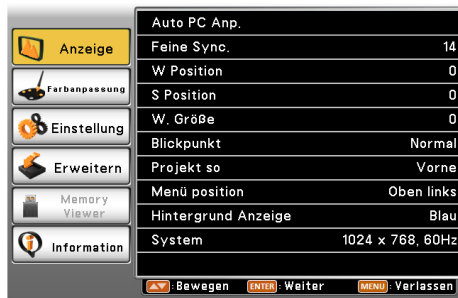 Anzeige
Farbanpassung
Einstellung
Erweitern
Memory
Viewer
Information
Auto PC Anp.
Feine Sync. 14
W Position 0
S Position 0
W. Größe 0
Blickpunkt Normal
Projekt so Vorne
Menü position Oben links
Hintergrund Anzeige Blau
System 1024 x 768, 60Hz
:Bewegen ENTER :Weiter MENU :Verlassen